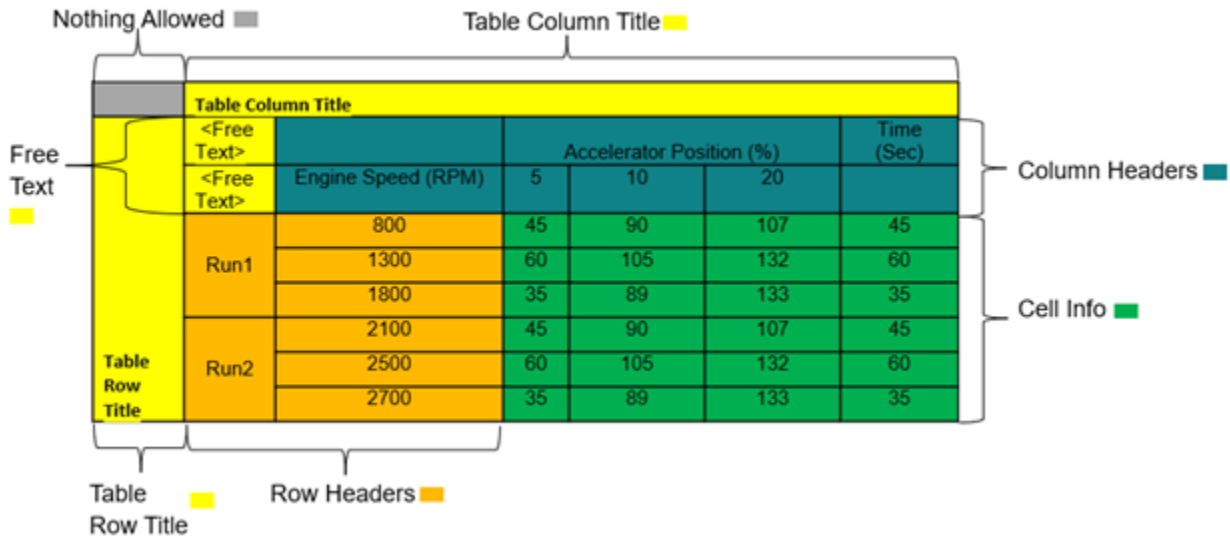 Nothing Allowed
Table Column Title
Table Column Title
<Free
Text>
Accelerator Position (%)
Time
(Sec)
Free
Text
<Free
Text>
Engine Speed (RPM)
5
10
20
Column Headers
Run1
800
45
90
107
45
1300
60
105
132
60
1800
35
89
133
35
Cell Info
Table
Row
Title
Run2
2100
45
90
107
45
2500
60
105
132
60
2700
35
89
133
35
Table
Row Title
Row Headers